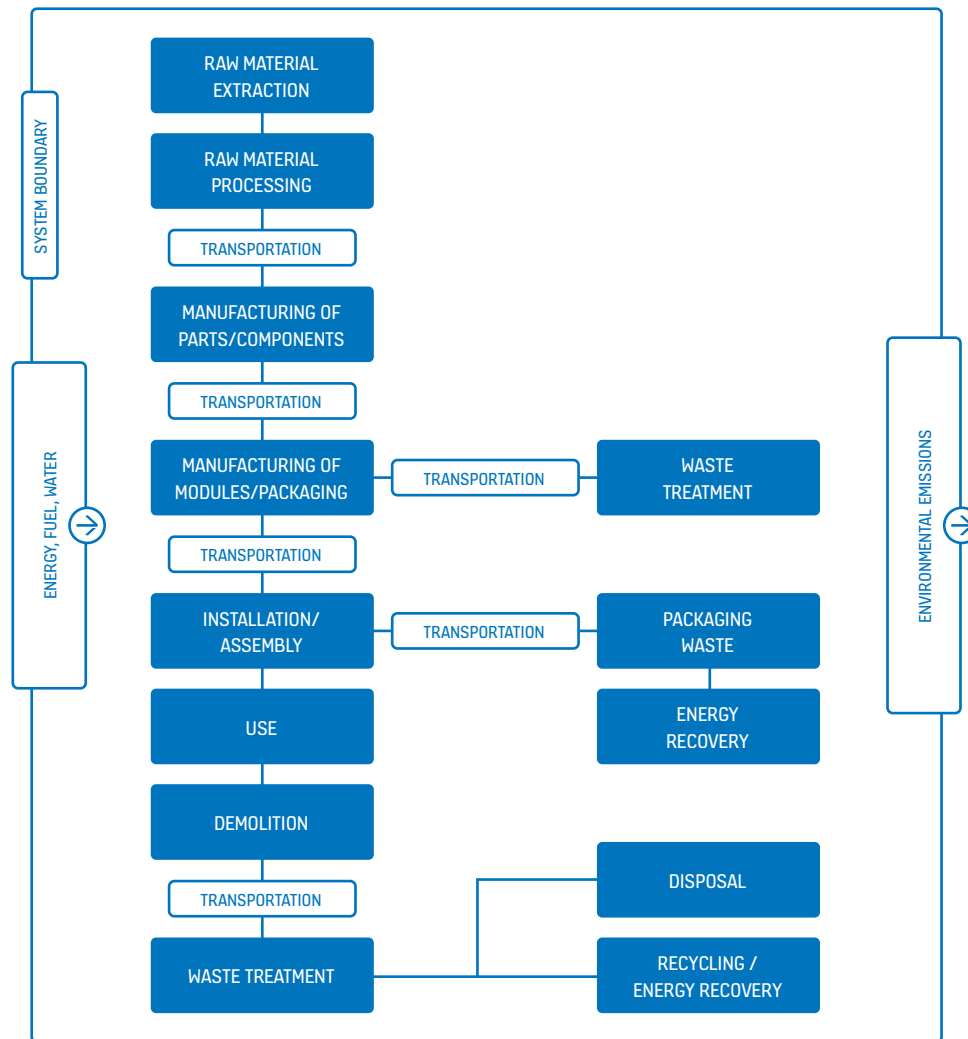 RAW MATERIAL
EXTRACTION
SYSTEM BOUNDARY
RAW MATERIAL
PROCESSING
TRANSPORTATION
MANUFACTURING OF
PARTS/COMPONENTS
TRANSPORTATION
ENERGY, FUEL, WATER
MANUFACTURING OF
MODULES/PACKAGING
TRANSPORTATION
WASTE
TREATMENT
ENVIRONMENTAL EMISSIONS
TRANSPORTATION
INSTALLATION/
ASSEMBLY
TRANSPORTATION
PACKAGING
WASTE
USE
ENERGY
RECOVERY
DEMOLITION
TRANSPORTATION
DISPOSAL
WASTE TREATMENT
RECYCLING /
ENERGY RECOVERY